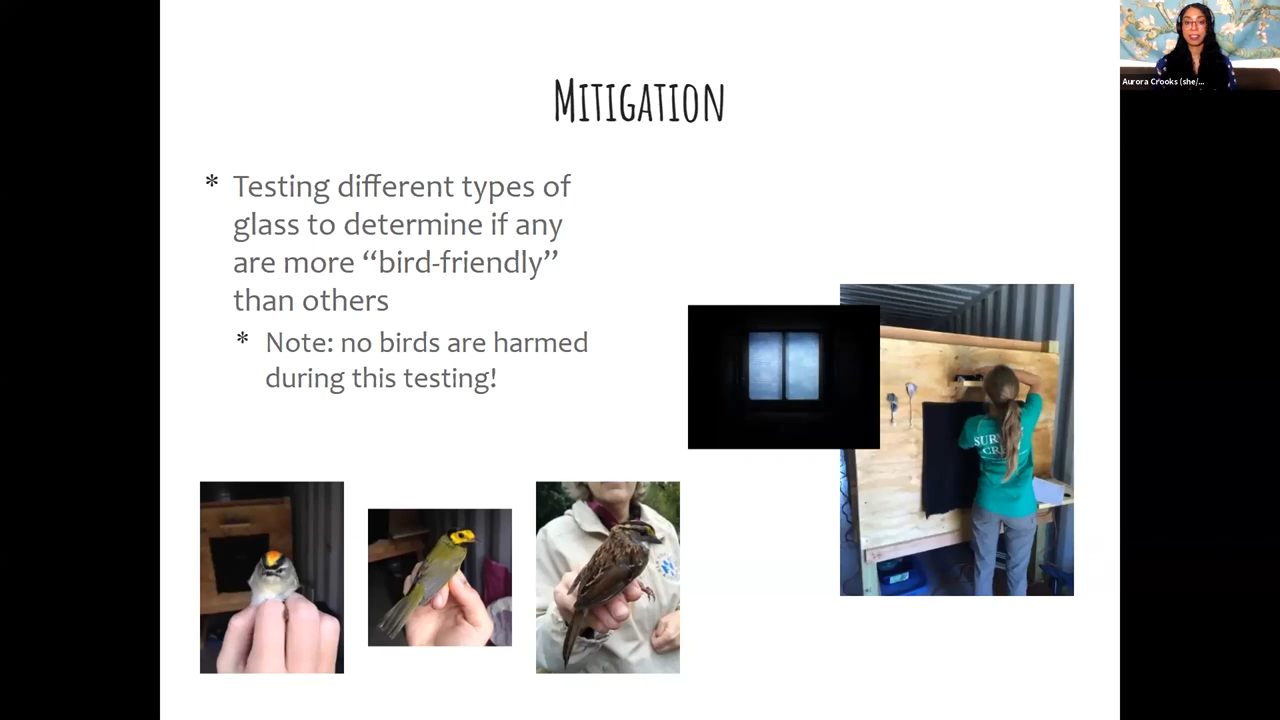 Aurora Crooks (she/...
Mitigation
* Testing different types of
glass to determine if any
are more “bird-friendly”
than others
* Note: no birds are harmed
during this testing!